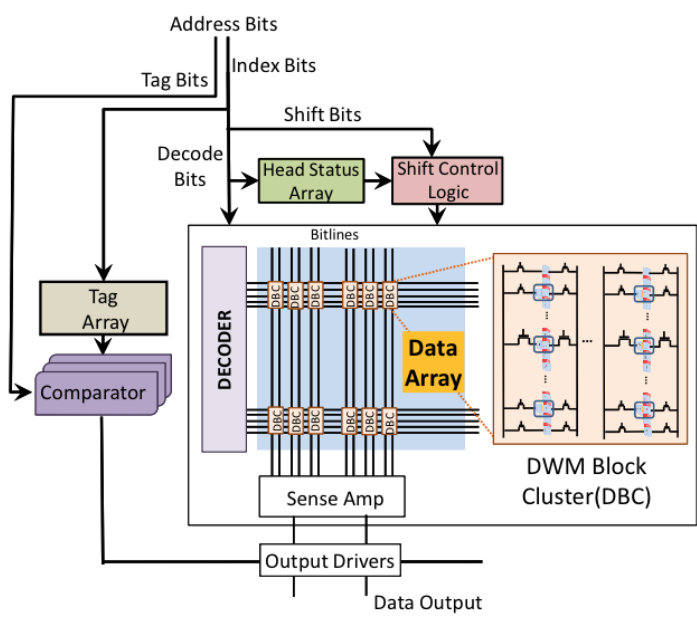 Address Bits
Index Bits
Tag Bits
Shift Bits
Decode
Bits
Head Status
Array
Shift Control
Logic
Bitlines
DECODER
DBC DBC DBC DBC DBC DBC
Tag
Array
Data
Array
Comparator
DBC DBC DBC DBC DBC DBC
DWM Block
Cluster(DBC)
Sense Amp
Output Drivers
Data Output